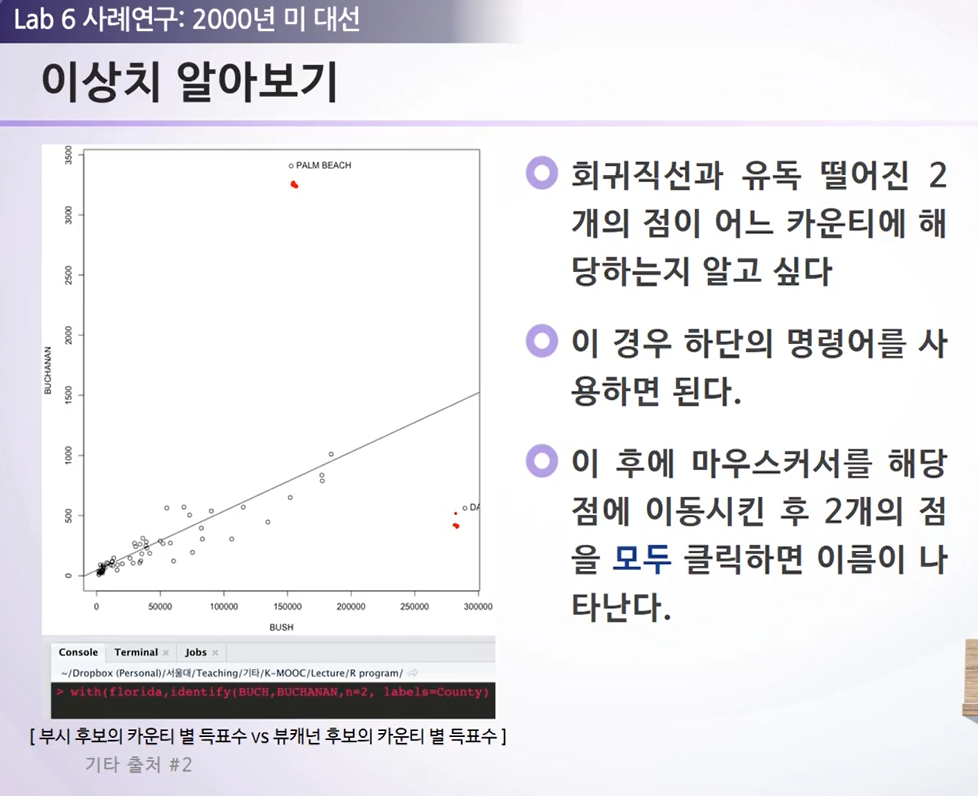 Lab 6 사례연구: 2000년 미 대선
이상치 알아보기
3500
3000
2500
2000
1500
1000
500
0
BUCHANAN
PALM BEACH
DA
0
50000
100000
150000
200000
250000
300000
BUSH
Console
Terminal
Jobs
~/Dropbox (Personal)/서울대/Teaching/기타/K-MOOC/Lecture/R program/
> with(florida,identify(BUCH,BUCHANAN,n=2, labels=County)
[ 부시 후보의 카운티 별 득표수 vs 뷰캐넌 후보의 카운티 별 득표수 ]
기타 출처 #2
회귀직선과 유독 떨어진 2
개의 점이 어느 카운티에 해
당하는지 알고 싶다
이 경우 하단의 명령어를 사
용하면 된다.
이 후에 마우스커서를 해당
점에 이동시킨 후 2개의 점
을 모두 클릭하면 이름이 나
타난다.